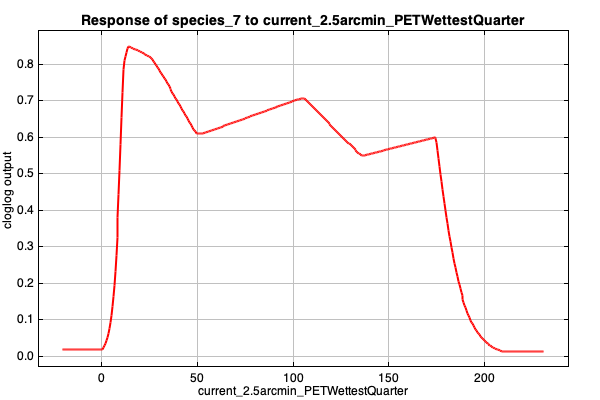 Response of species_7 to current_2.5arcmin_PETWettestQuarter
cloglog output
0.8
0.7
0.6
0.5
0.4
0.3
0.2
0.1
0.0
0 50 100 150 200
current_2.5arcmin_PETWettestQuarter